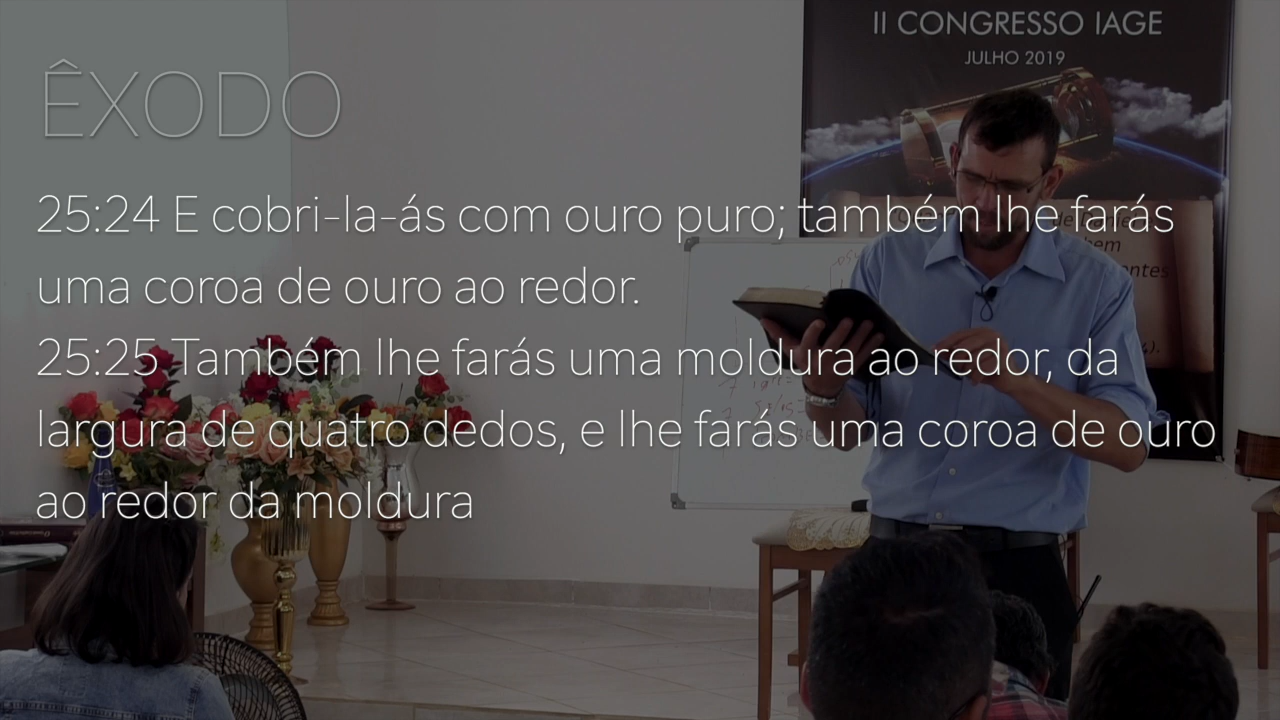 II CONGRESSO IAGE
JULHO 2019
ÊXODO
25:24 E cobri-la-ás com ouro puro; também lhe farás
uma coroa de ouro ao redor.
25:25 Também lhe farás uma moldura ao redor, da
largura de quatro dedos, e lhe farás uma coroa de ouro
ao redor da moldura